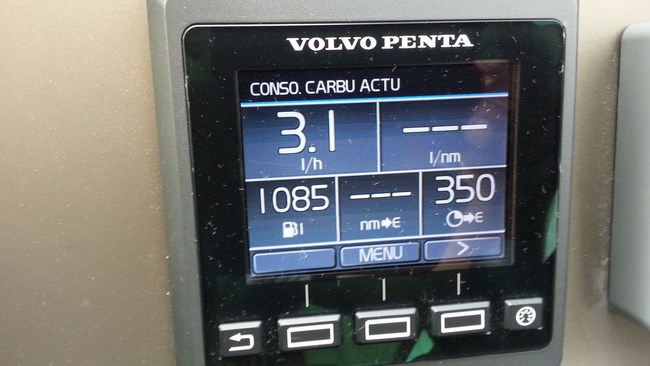 VOLVO PENTA
CONSO. CARBU ACTU
3.1 ---
l/h l/nm
1085 --- 350
l nm➔E ➔E
MENU >